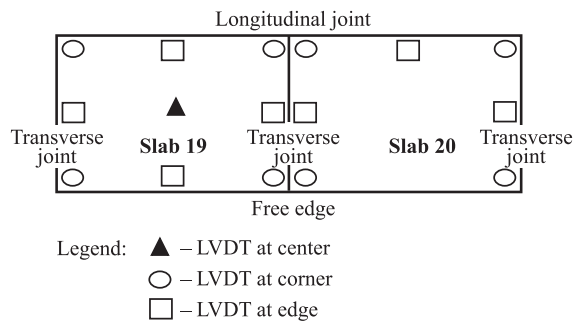 Longitudinal joint
Transverse
joint
Slab 19
Transverse
joint
Slab 20
Transverse
joint
Free edge
Legend:
– LVDT at center
– LVDT at corner
– LVDT at edge